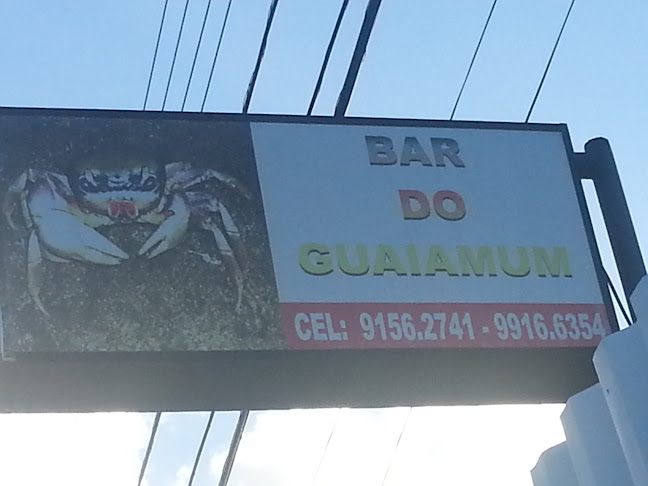 BAR
DO
GUAIAMUM
CEL: 9156.2741 - 9916.6354